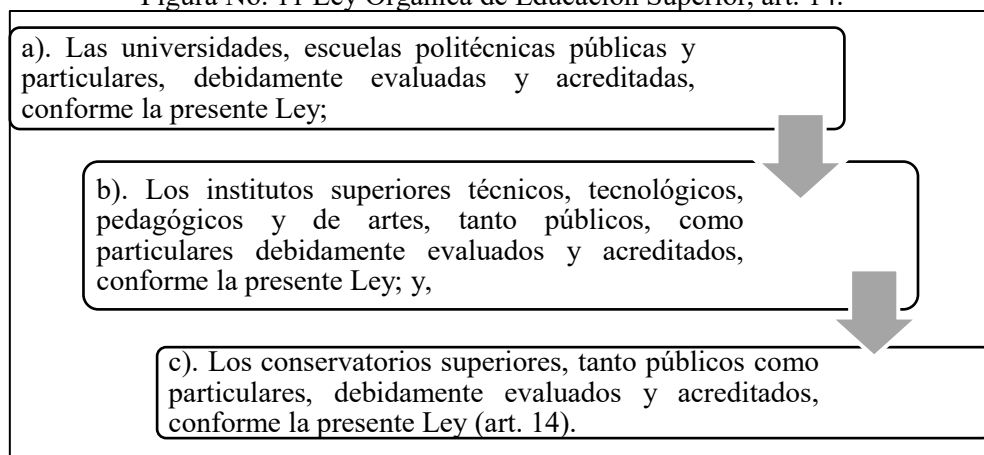 Figura No. 11 Ley Orgánica de Educación Superior, art. 14.
a). Las universidades, escuelas politécnicas públicas y
particulares, debidamente evaluadas y acreditadas,
conforme la presente Ley;
b). Los institutos superiores técnicos, tecnológicos,
pedagógicos y de artes, tanto públicos, como
particulares debidamente evaluados y acreditados,
conforme la presente Ley; y,
c). Los conservatorios superiores, tanto públicos como
particulares, debidamente evaluados y acreditados,
conforme la presente Ley (art. 14).